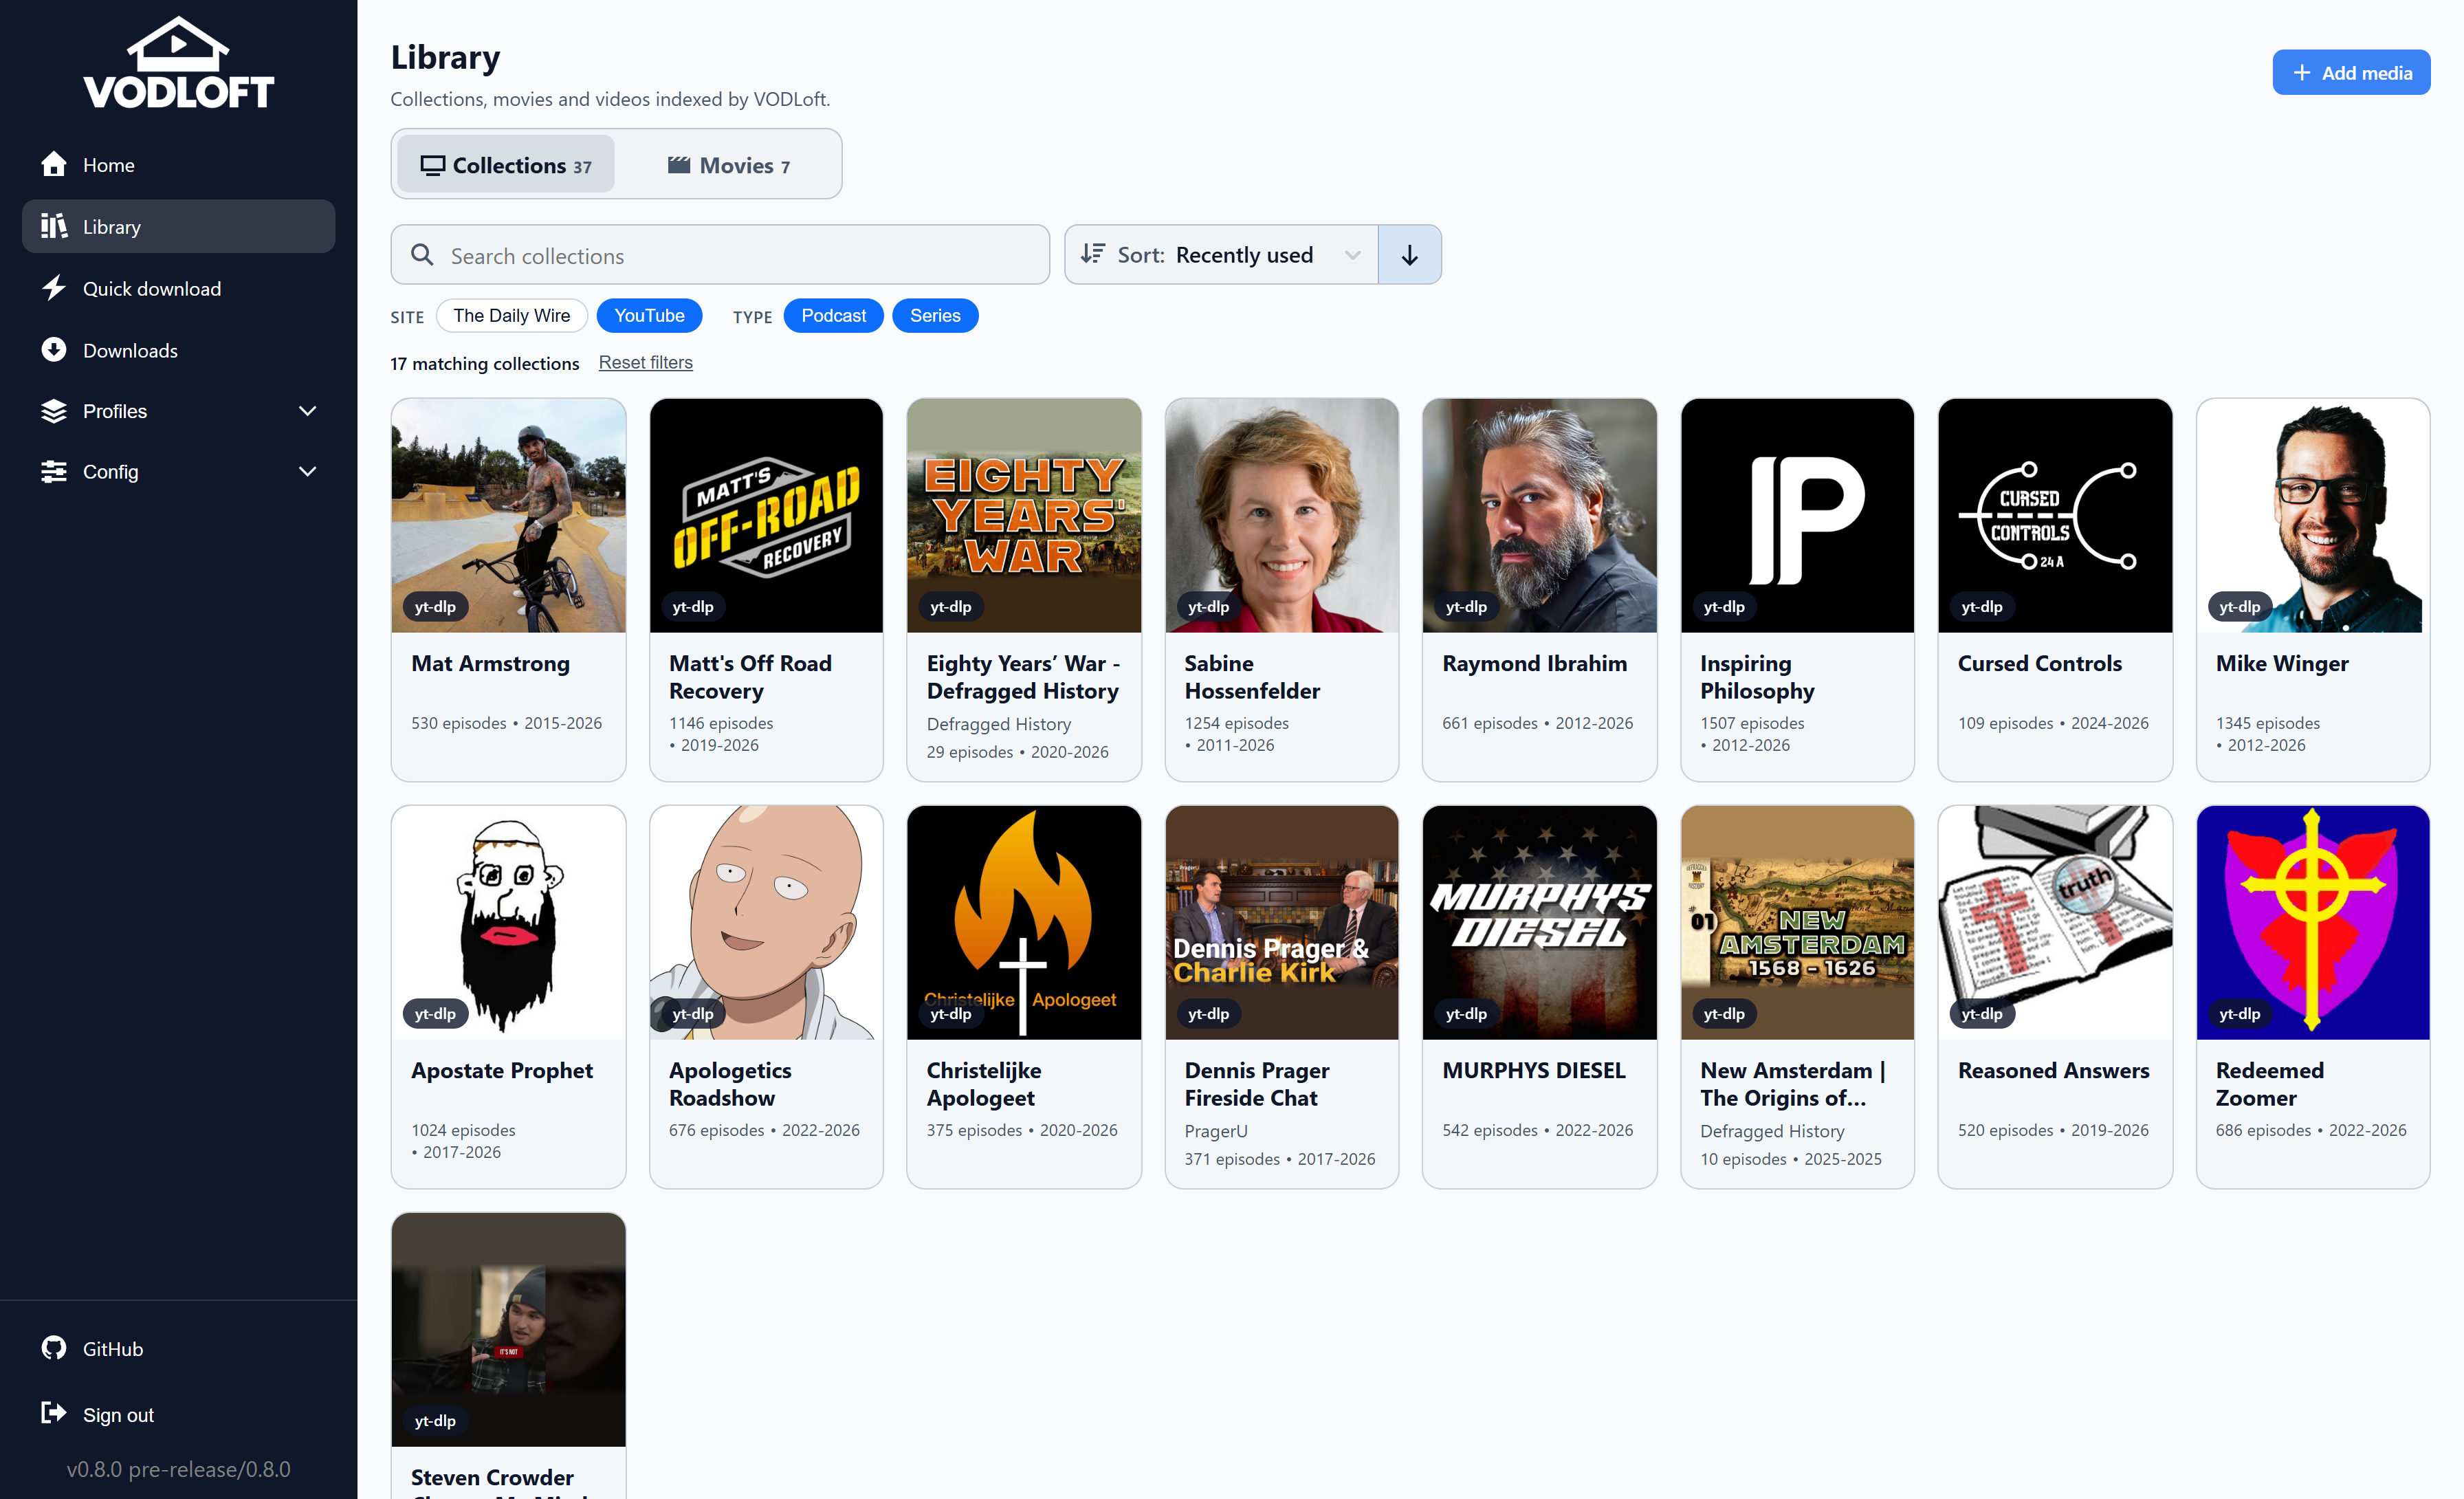 VODLOFT
Home
Library
Quick download
Downloads
Profiles
Config
GitHub
Sign out
v0.8.0 pre-release/0.8.0
Library
Collections, movies and videos indexed by VODLoft.
Add media
Collections 37
Movies 7
Search collections
Sort: Recently used
SITE The Daily Wire YouTube TYPE Podcast Series
17 matching collections Reset filters
yt-dlp
Mat Armstrong
530 episodes • 2015-2026
MATT'S
OFF-ROAD
RECOVERY
yt-dlp
Matt's Off Road
Recovery
1146 episodes
• 2019-2026
EIGHTY
YEARS'
WAR
yt-dlp
Eighty Years’ War -
Defragged History
Defragged History
29 episodes • 2020-2026
yt-dlp
Sabine
Hossenfelder
1254 episodes
• 2011-2026
yt-dlp
Raymond Ibrahim
661 episodes • 2012-2026
IP
yt-dlp
Inspiring
Philosophy
1507 episodes
• 2012-2026
CURSED
CONTROLS
24A
yt-dlp
Cursed Controls
109 episodes • 2024-2026
yt-dlp
Mike Winger
1345 episodes
• 2012-2026
yt-dlp
Apostate Prophet
1024 episodes
• 2017-2026
yt-dlp
Apologetics
Roadshow
676 episodes • 2022-2026
Christelijke Apologeet
yt-dlp
Christelijke
Apologeet
375 episodes • 2020-2026
Dennis Prager &
Charlie Kirk
yt-dlp
Dennis Prager
Fireside Chat
PragerU
371 episodes • 2017-2026
MURPHYS
DIESEL
yt-dlp
MURPHYS DIESEL
542 episodes • 2022-2026
#01
NEW
AMSTERDAM
1568 - 1626
yt-dlp
New Amsterdam |
The Origins of...
Defragged History
10 episodes • 2025-2025
truth
yt-dlp
Reasoned Answers
520 episodes • 2019-2026
yt-dlp
Redeemed
Zoomer
686 episodes • 2022-2026
IT'S NOT
yt-dlp
Steven Crowder